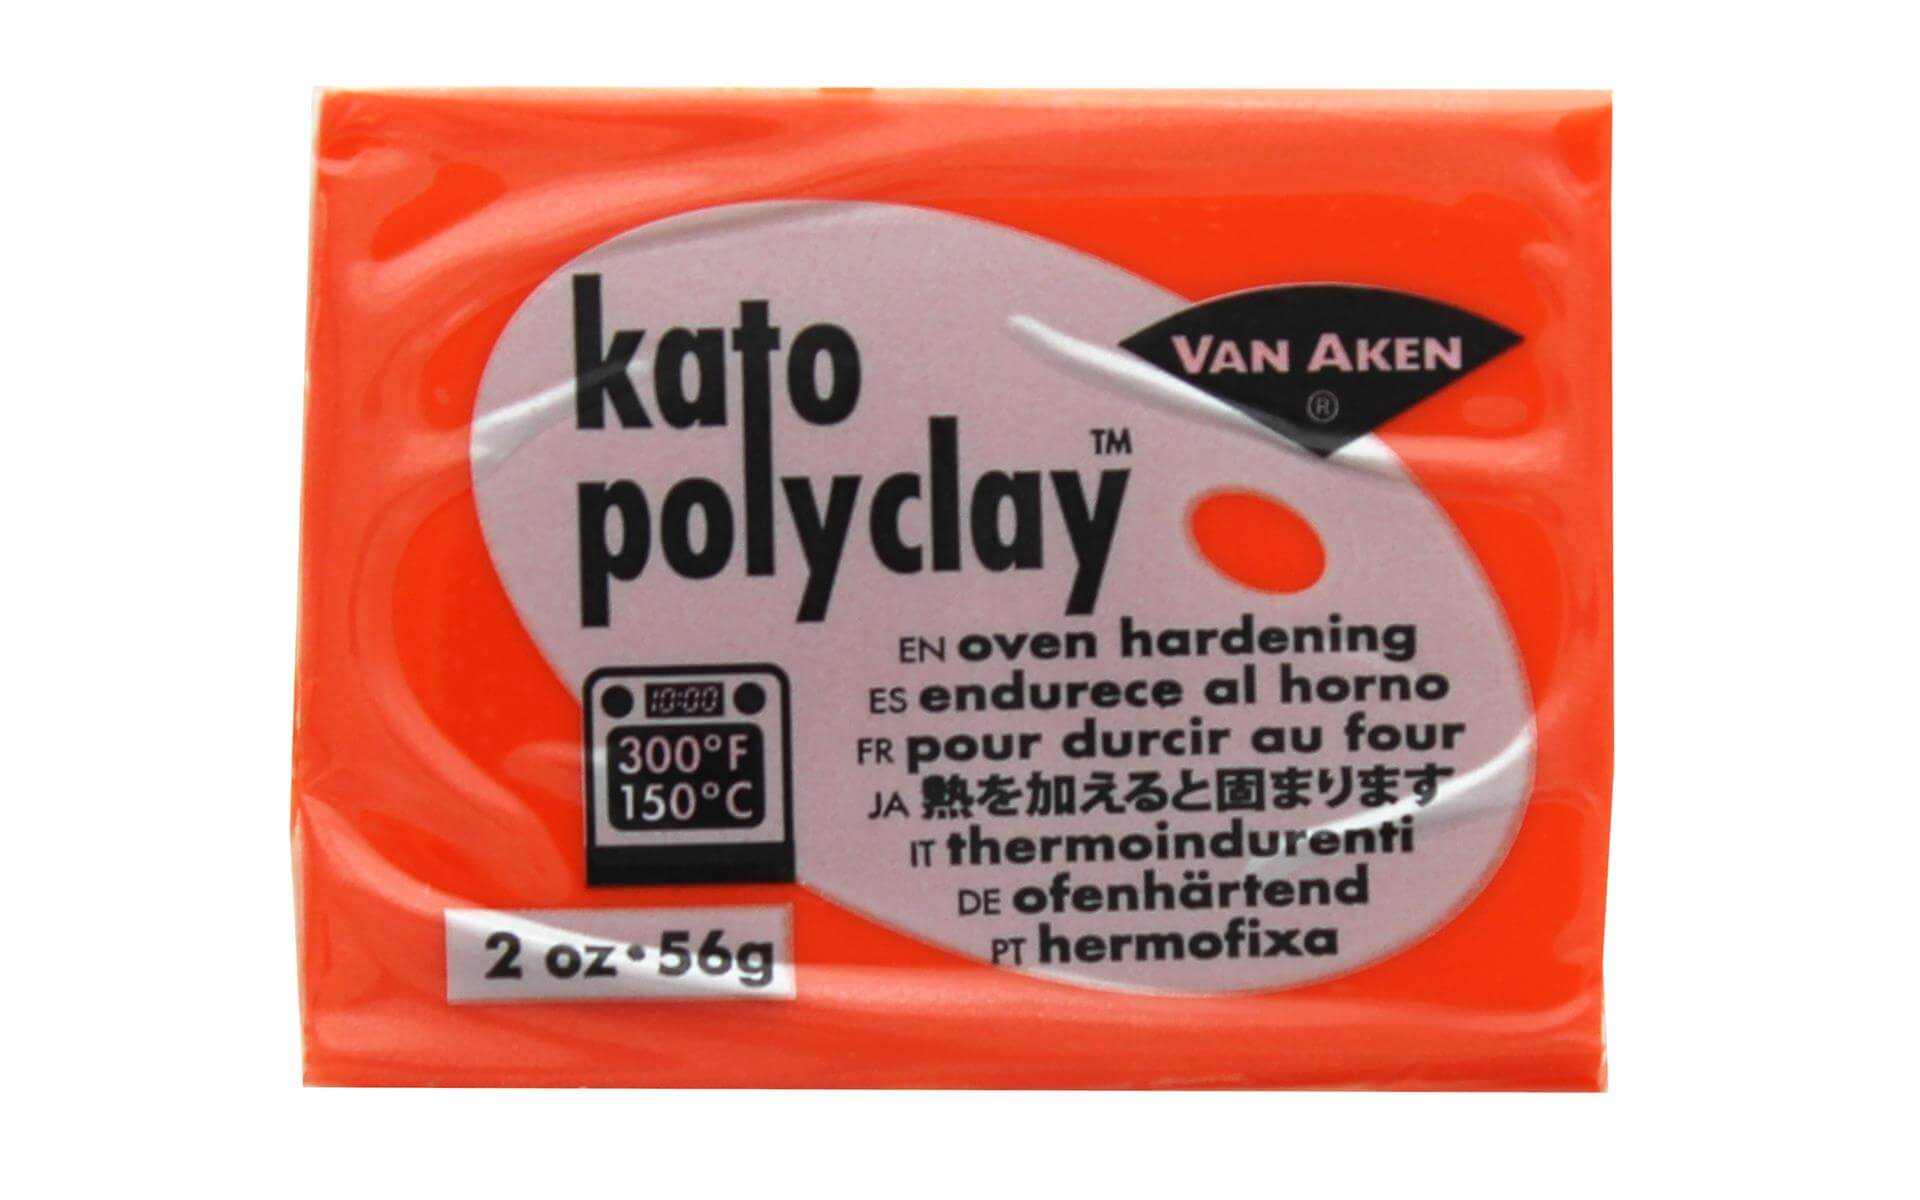 kato
polyclay™
VAN AKEN
®
EN oven hardening
ES endurece al horno
FR pour durcir au four
JA 熱を加えると固まります
IT thermoindurenti
DE ofenhärtend
PT hermofixa
10:00
300°F
150°C
2 oz • 56g